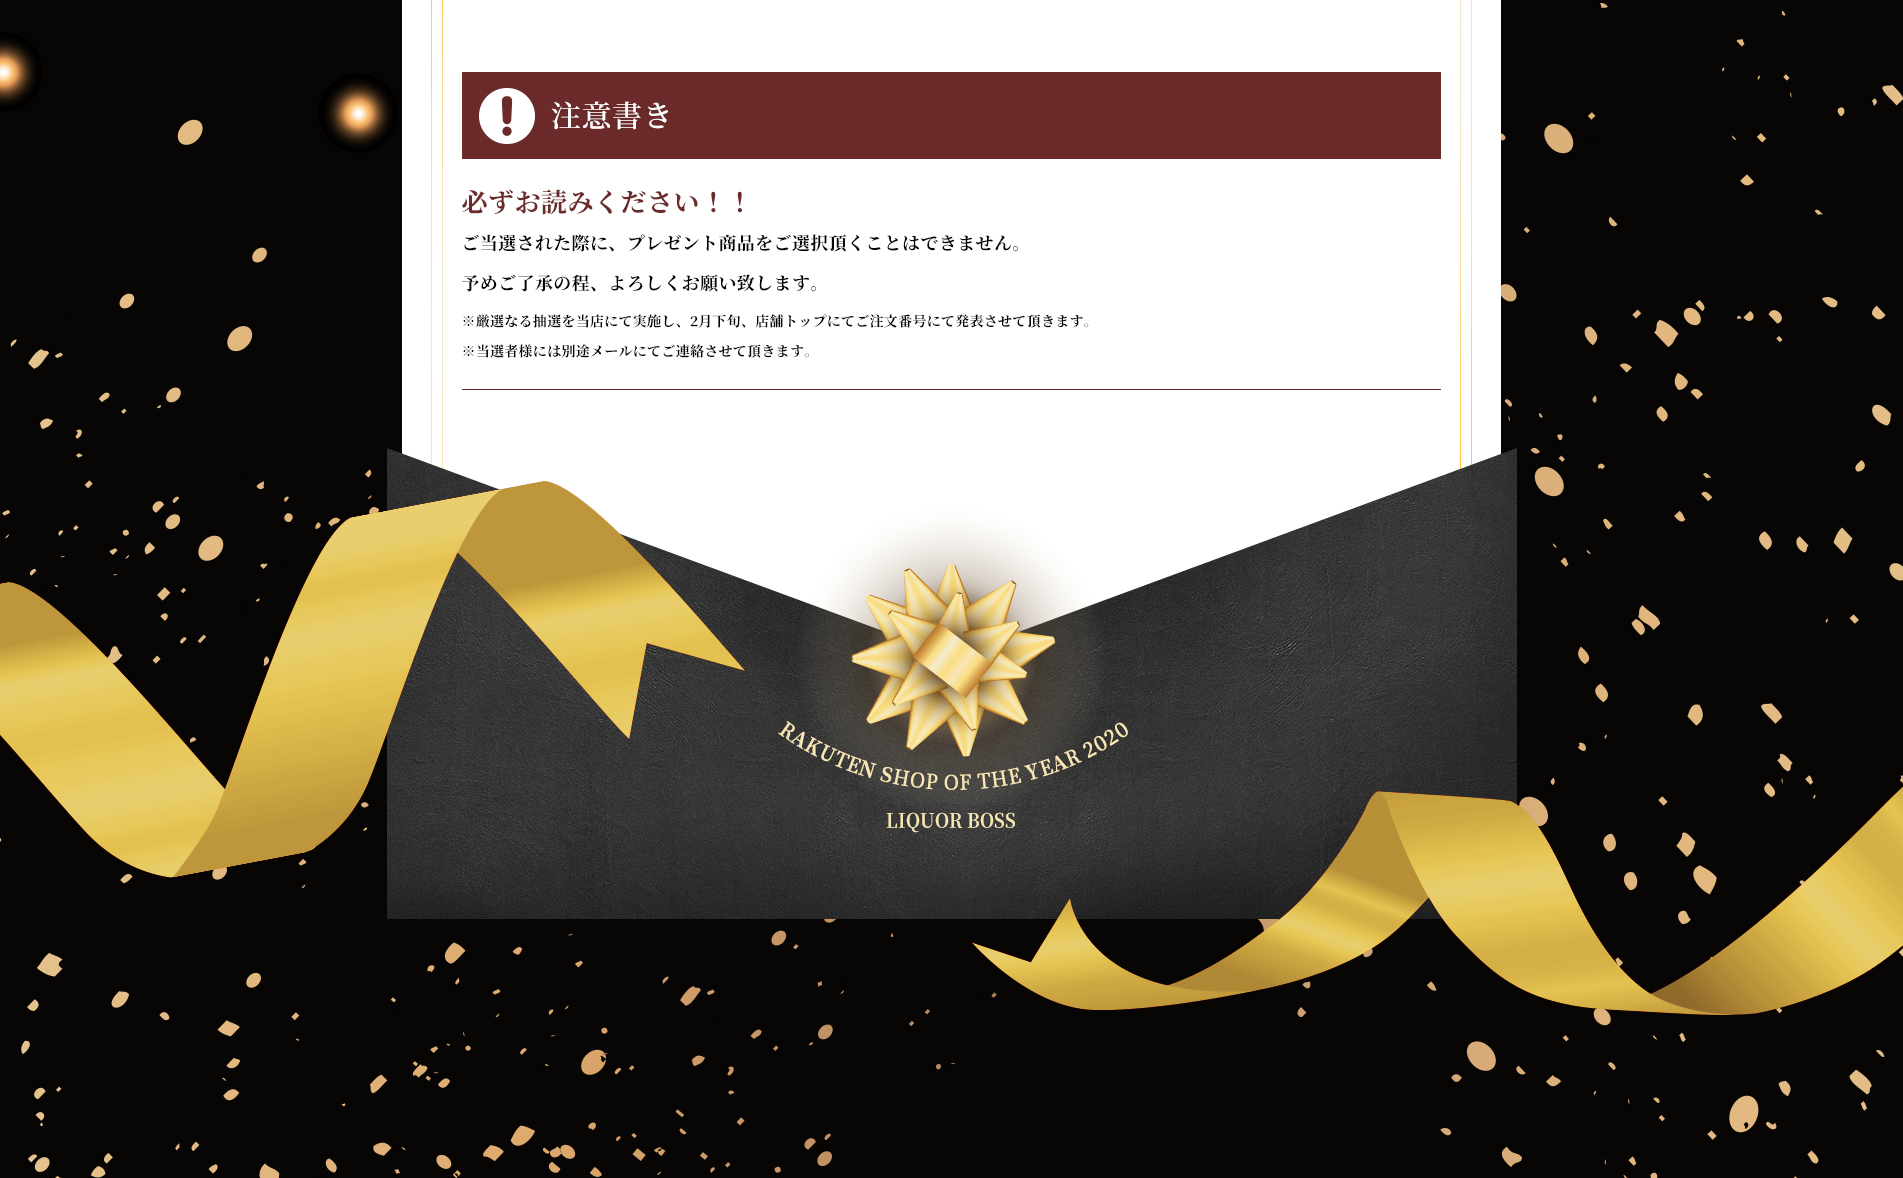 注意書き
必ずお読みください！！
ご当選された際に、プレゼント商品をご選択頂くことはできません。
予めご了承の程、よろしくお願い致します。
※厳選なる抽選を当店にて実施し、2月下旬、店舗トップにてご注文番号にて発表させて頂きます。
※当選者様には別途メールにてご連絡させて頂きます。
RAKUTEN SHOP OF THE YEAR 2020
LIQUOR BOSS